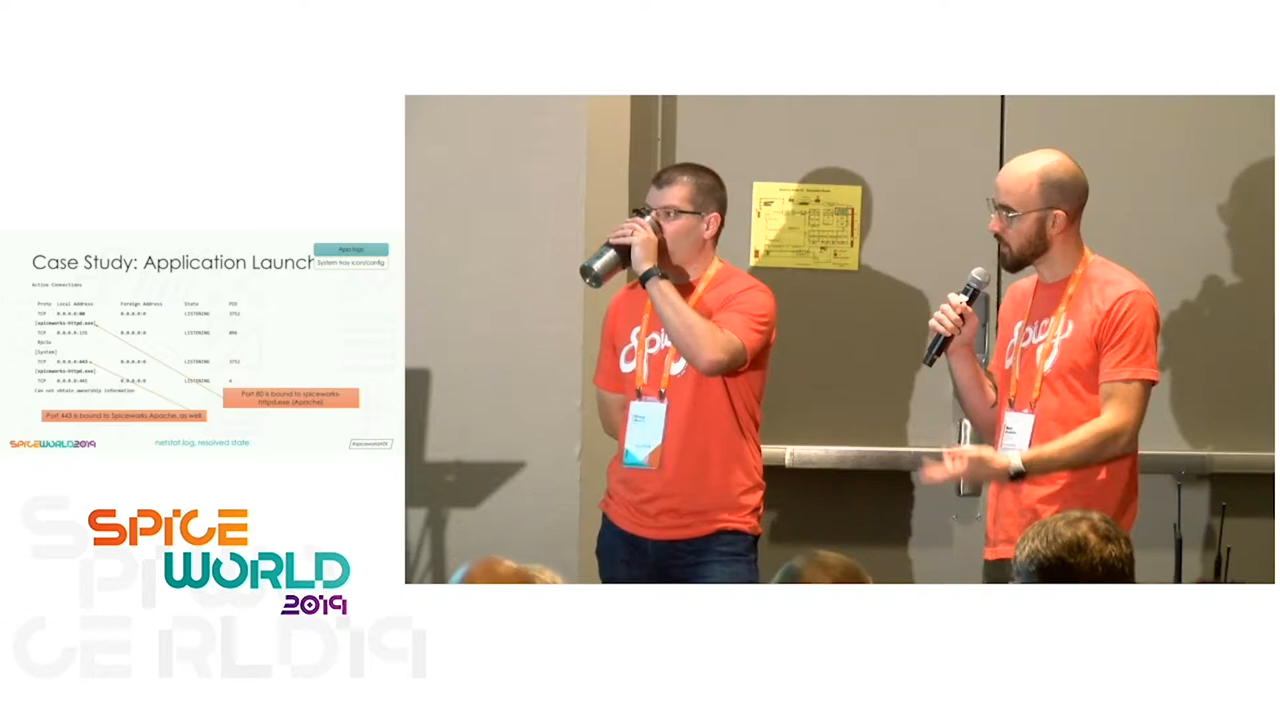 App logs
System tray icon/config
Case Study: Application Launch
Active Connections
Proto Local Address Foreign Address State PID
TCP 0.0.0.0:80 0.0.0.0:0 LISTENING 3752
[spiceworks-httpd.exe]
TCP 0.0.0.0:135 0.0.0.0:0 LISTENING 896
RpcSs
[System]
TCP 0.0.0.0:443 0.0.0.0:0 LISTENING 3752
[spiceworks-httpd.exe]
TCP 0.0.0.0:445 0.0.0.0:0 LISTENING 4
Can not obtain ownership information
Port 80 is bound to spiceworks-
httpd.exe (Apache)
Port 443 is bound to Spiceworks Apache, as well
SPICEWORLD2019
netstat.log, resolved state
SPICE
WORLD
2019
Spicy
Spicy